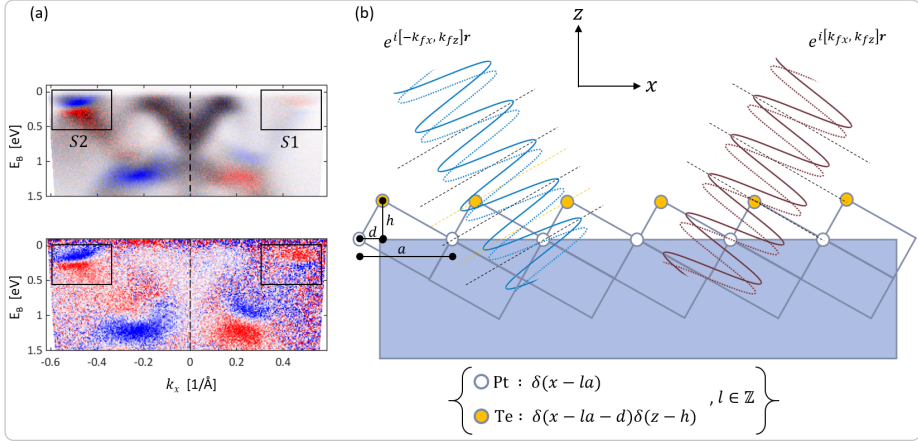 (a)
0
0.5
1
1.5
E_B [eV]
S2
S1
0
0.5
1
1.5
E_B [eV]
-0.6 -0.4 -0.2 0 0.2 0.4
k_x [1/Å]
(b)
z
x
e^{i[-k_{fx}, k_{fz}]r}
e^{i[k_{fx}, k_{fz}]r}
h
d
a
Pt : δ(x − la)
Te : δ(x − la − d)δ(z − h)
, l ∈ ℤ